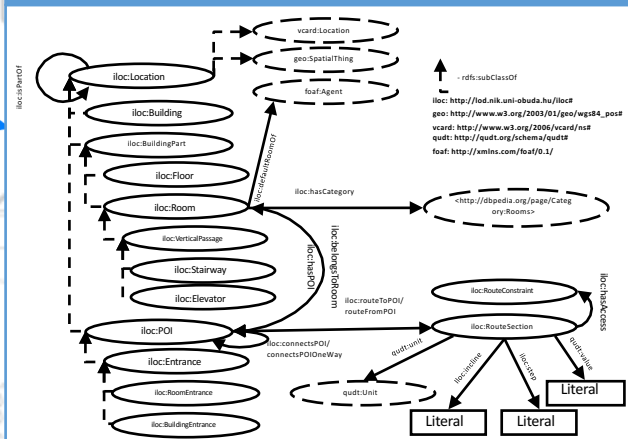 iloc:isPartOf
iloc:Location
vcard:Location
geo:SpatialThing
foaf:Agent
- rdfs:subClassOf
iloc: http://lod.nik.uni-obuda.hu/iloc#
geo: http://www.w3.org/2003/01/geo/wgs84_pos#
vcard: http://www.w3.org/2006/vcard/ns#
qudt: http://qudt.org/schema/qudt#
foaf: http://xmlns.com/foaf/0.1/
iloc:Building
iloc:BuildingPart
iloc:Floor
iloc:Room
iloc:defaultRoomOf
iloc:hasCategory
<http://dbpedia.org/page/Categ
ory:Rooms>
iloc:VerticalPassage
iloc:Stairway
iloc:Elevator
iloc:hasPOI
iloc:belongsToRoom
iloc:POI
iloc:routeToPOI/
routeFromPOI
iloc:connectsPOI/
connectsPOIOneWay
iloc:RouteConstraint
iloc:hasAccess
iloc:RouteSection
iloc:Entrance
iloc:RoomEntrance
iloc:BuildingEntrance
qudt:unit
qudt:Unit
iloc:incline
iloc:step
qudt:value
Literal
Literal
Literal